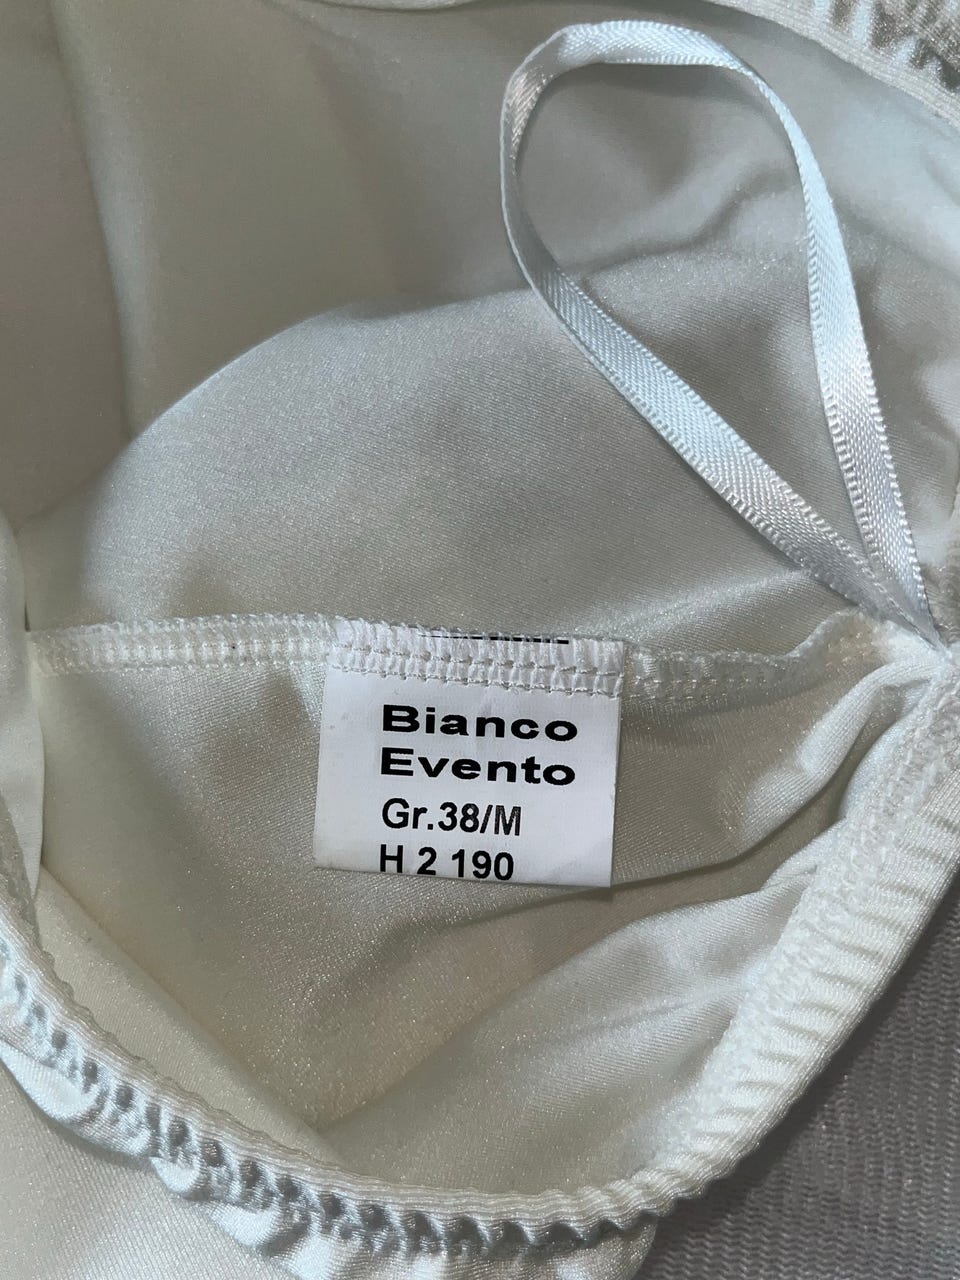 Bianco
Evento
Gr.38/M
H 2 190